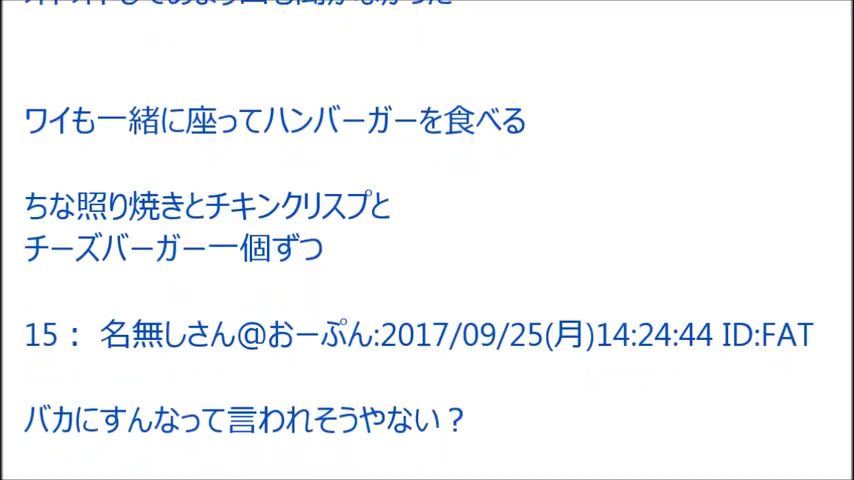 ワイも一緒に座ってハンバーガーを食べる
ちな照り焼きとチキンクリスプと
チーズバーガー一個ずつ
15： 名無しさん@おーぷん:2017/09/25(月)14:24:44 ID:FAT
バカにすんなって言われそうやない？